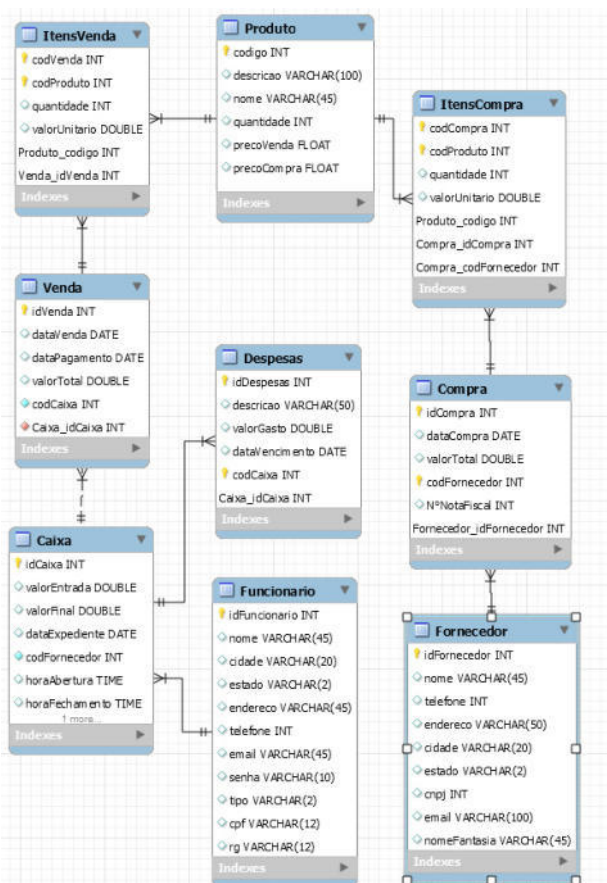 ItensVenda
codVenda INT
codProduto INT
quantidade INT
valorUnitario DOUBLE
Produto_codigo INT
Venda_idVenda INT
Indexes
Produto
codigo INT
descricao VARCHAR(100)
nome VARCHAR(45)
quantidade INT
precoVenda FLOAT
precoCompra FLOAT
Indexes
ItensCompra
codCompra INT
codProduto INT
quantidade INT
valorUnitario DOUBLE
Produto_codigo INT
Compra_idCompra INT
Compra_codFornecedor INT
Indexes
Venda
idVenda INT
dataVenda DATE
dataPagamento DATE
valorTotal DOUBLE
codCaixa INT
Caixa_idCaixa INT
Indexes
Despesas
idDespesas INT
descricao VARCHAR(50)
valorGasto DOUBLE
dataVencimento DATE
codCaixa INT
Caixa_idCaixa INT
Indexes
Compra
idCompra INT
dataCompra DATE
valorTotal DOUBLE
codFornecedor INT
NºNotaFiscal INT
Fornecedor_idFornecedor INT
Indexes
Caixa
idCaixa INT
valorEntrada DOUBLE
valorFinal DOUBLE
dataExpediente DATE
codFornecedor INT
horaAbertura TIME
horaFechamento TIME
1 more...
Indexes
Funcionario
idFuncionario INT
nome VARCHAR(45)
cidade VARCHAR(20)
estado VARCHAR(2)
endereco VARCHAR(45)
telefone INT
email VARCHAR(45)
senha VARCHAR(10)
tipo VARCHAR(2)
cpf VARCHAR(12)
rg VARCHAR(12)
Indexes
Fornecedor
idFornecedor INT
nome VARCHAR(45)
telefone INT
endereco VARCHAR(50)
cidade VARCHAR(20)
estado VARCHAR(2)
cnpj INT
email VARCHAR(100)
nomeFantasia VARCHAR(45)
Indexes